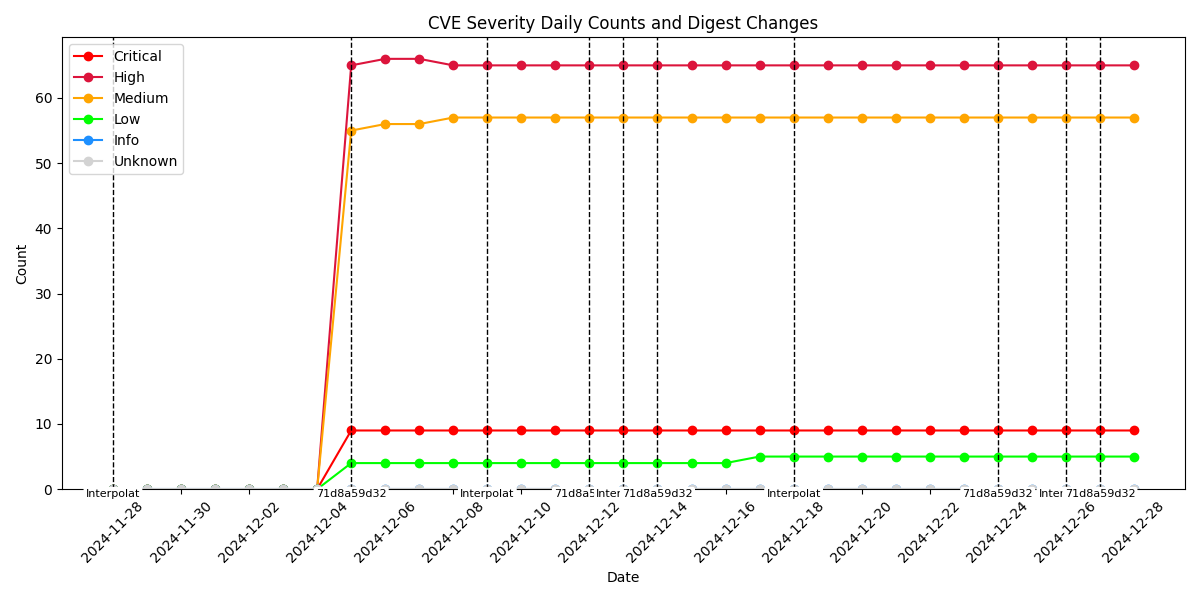 CVE Severity Daily Counts and Digest Changes
Critical
High
Medium
Low
Info
Unknown
Count
60
50
40
30
20
10
0
Interpolat
71d8a59d32
Interpolat
71d8a5
Inter
71d8a59d32
Interpolat
71d8a59d32
Inter
71d8a59d32
2024-11-28
2024-11-30
2024-12-02
2024-12-04
2024-12-06
2024-12-08
2024-12-10
2024-12-12
2024-12-14
2024-12-16
2024-12-18
2024-12-20
2024-12-22
2024-12-24
2024-12-26
2024-12-28
Date